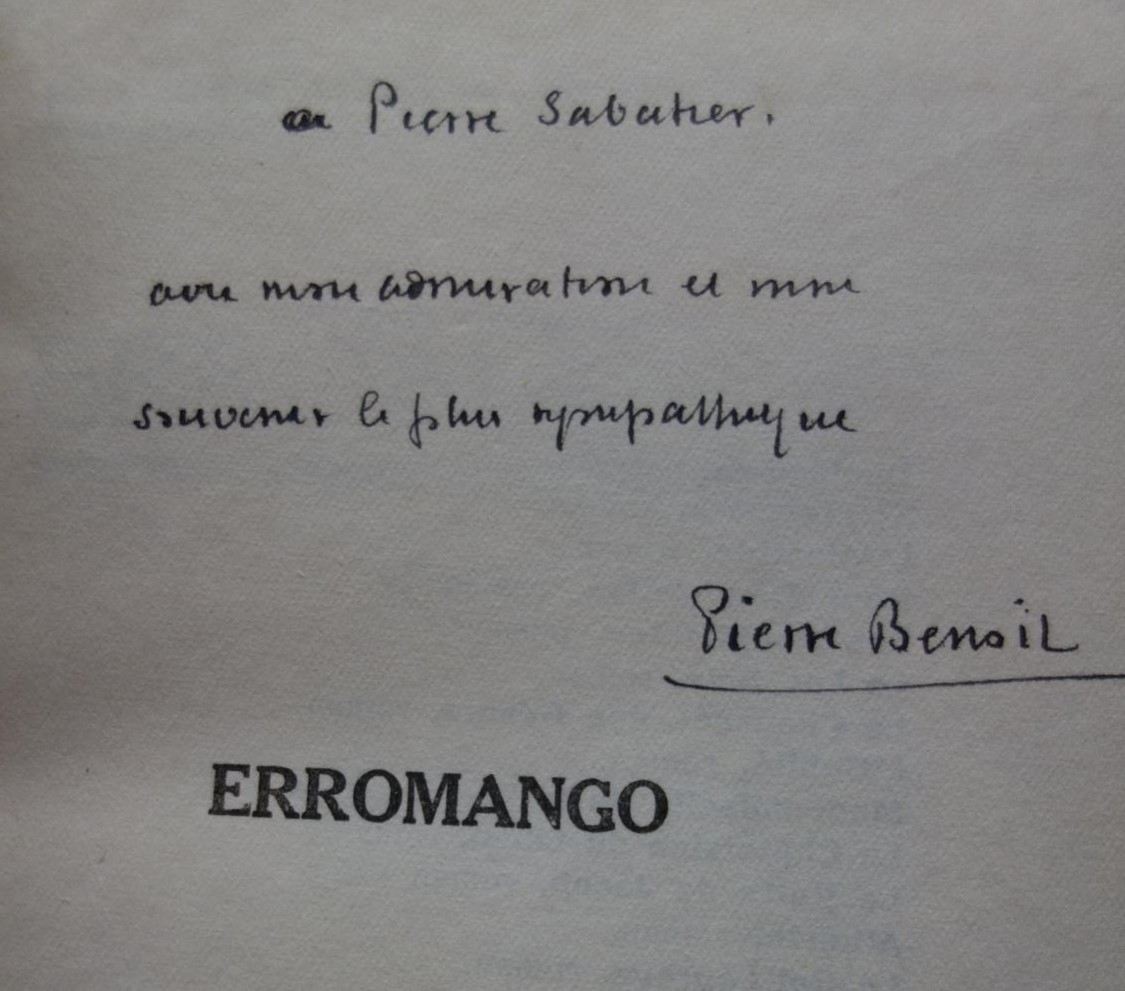 à Pierre Sabatier.
avec mon admiration et mon
souvenir le plus sympathique
Pierre Benoit
ERROMANGO